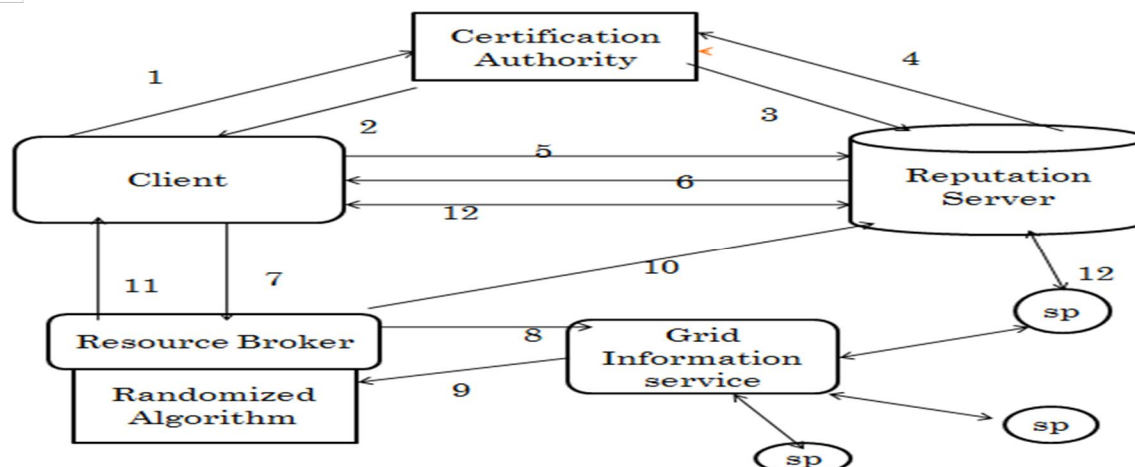 Certification
Authority
1
4
2
3
5
Client
6
Reputation
Server
12
10
11
7
12
sp
Resource Broker
8
Grid
Information
service
9
Randomized
Algorithm
sp
sp